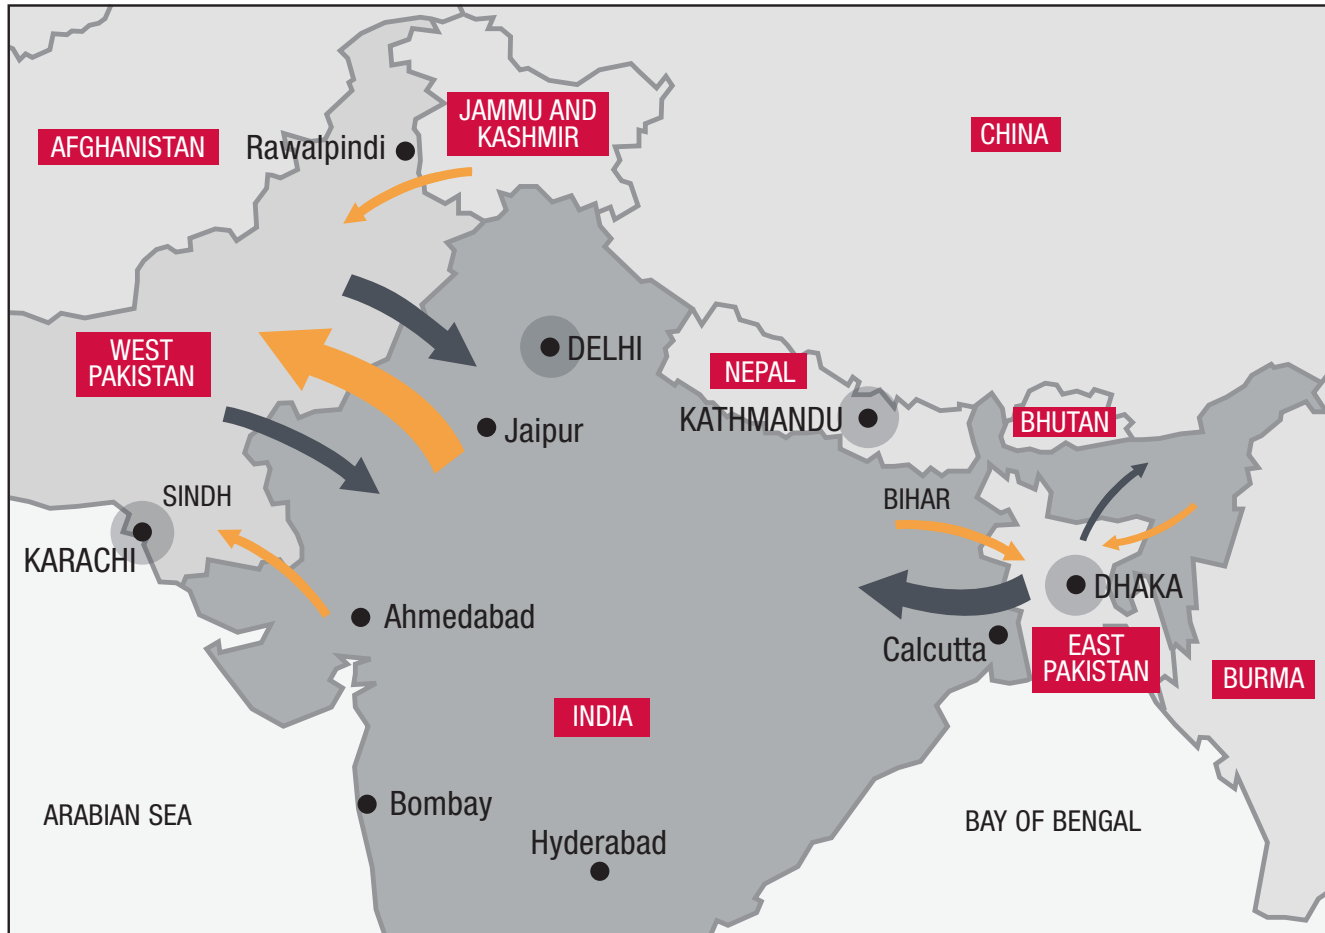 JAMMU AND
KASHMIR
CHINA
AFGHANISTAN
Rawalpindi
WEST
PAKISTAN
DELHI
NEPAL
KATHMANDU
BHUTAN
Jaipur
SINDH
BIHAR
KARACHI
DHAKA
Ahmedabad
Calcutta
EAST
PAKISTAN
BURMA
INDIA
ARABIAN SEA
Bombay
BAY OF BENGAL
Hyderabad